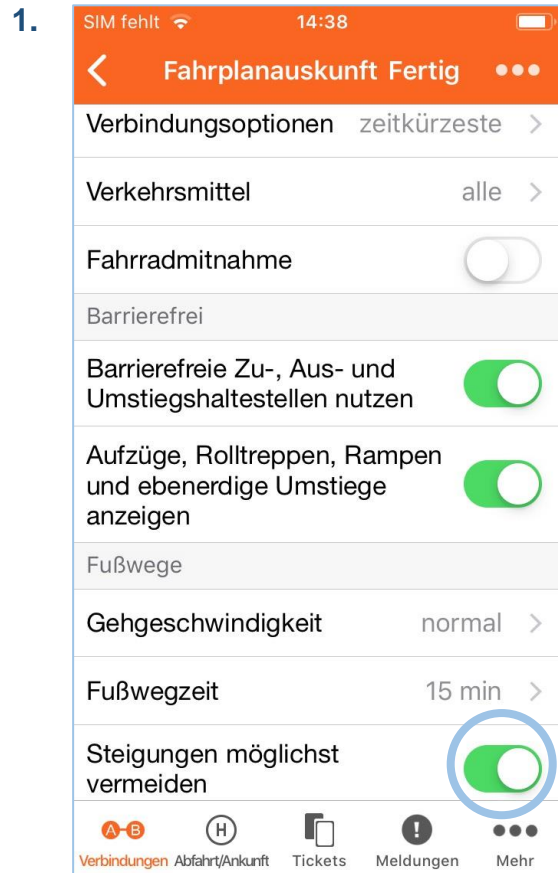 1.
SIM fehlt 14:38
Fahrplanauskunft Fertig
Verbindungsoptionen zeitkürzeste
Verkehrsmittel alle
Fahrradmitnahme
Barrierefrei
Barrierefreie Zu-, Aus- und
Umstiegshaltestellen nutzen
Aufzüge, Rolltreppen, Rampen
und ebenerdige Umstiege
anzeigen
Fußwege
Gehgeschwindigkeit normal
Fußwegzeit 15 min
Steigungen möglichst
vermeiden
A-B H
Verbindungen Abfahrt/Ankunft Tickets Meldungen Mehr